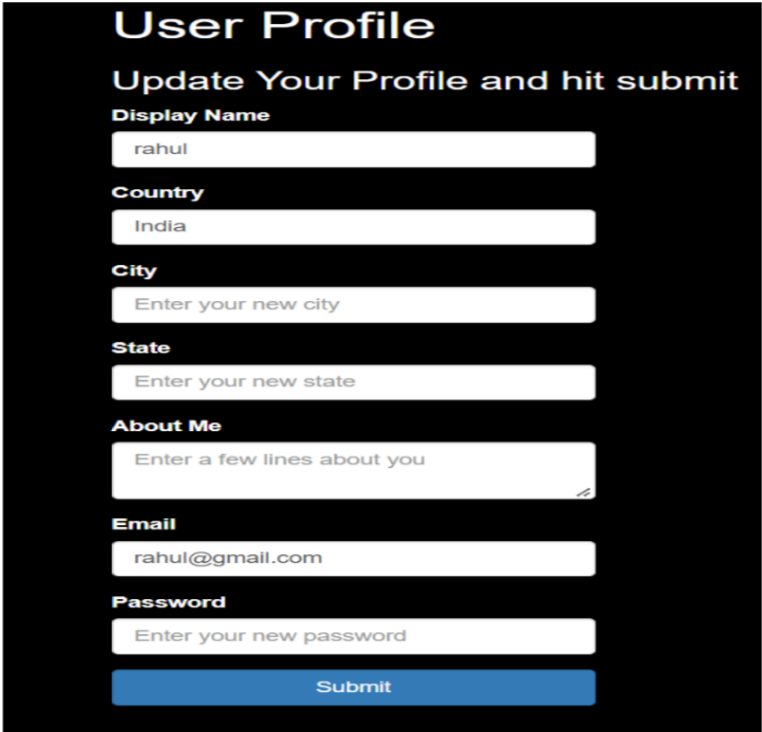 User Profile
Update Your Profile and hit submit
Display Name
rahul
Country
India
City
Enter your new city
State
Enter your new state
About Me
Enter a few lines about you
Email
rahul@gmail.com
Password
Enter your new password
Submit